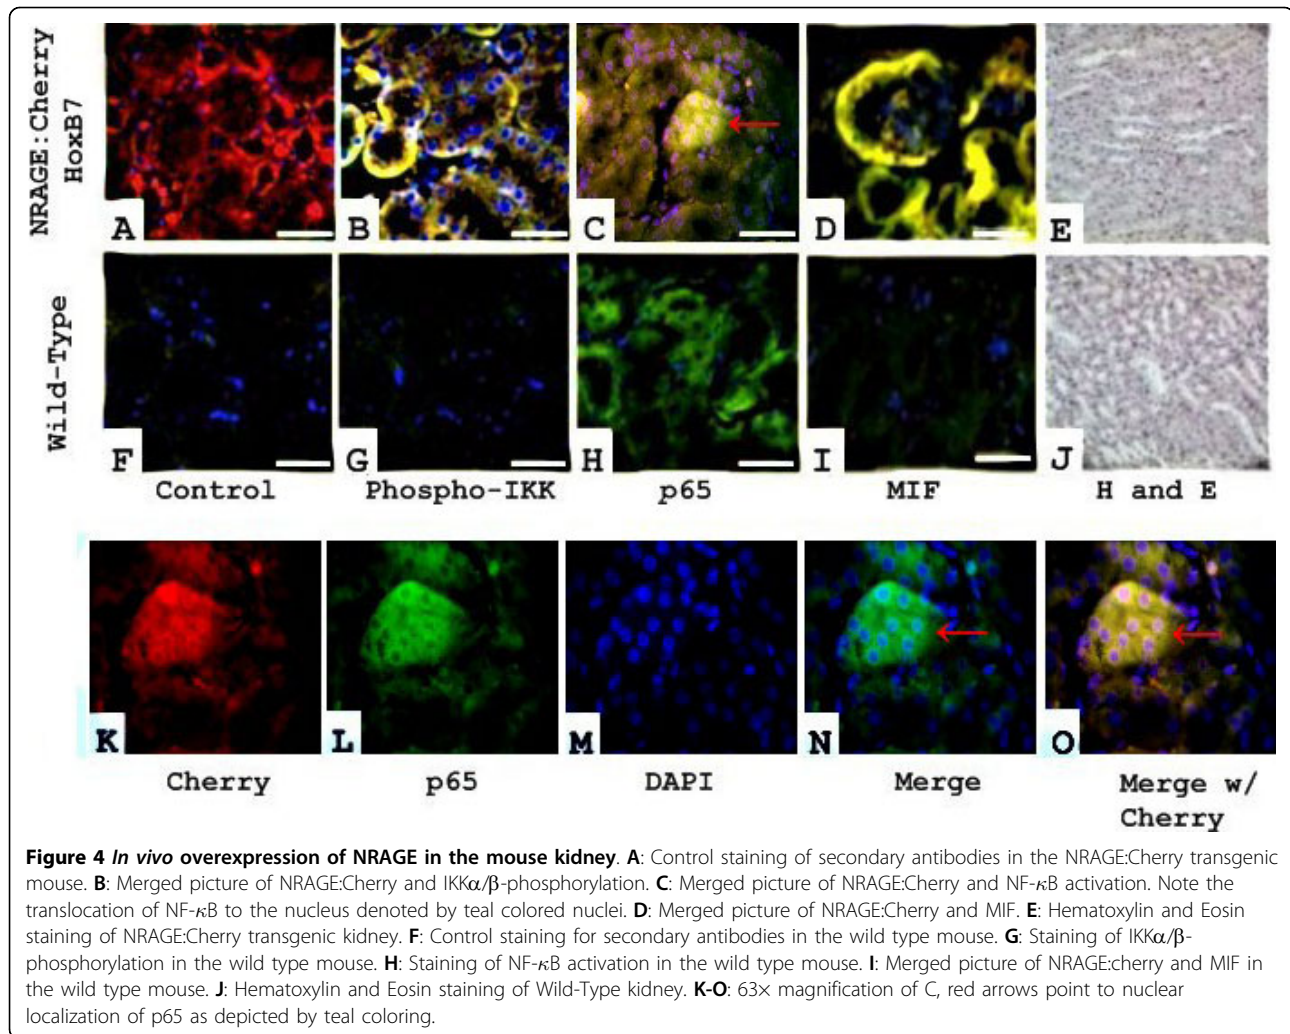 NRAGE:Cherry
HoxB7
A
B
C
D
E
Wild-Type
F
G
H
I
J
Control
Phospho-IKK
p65
MIF
H and E
K
L
M
N
O
Cherry
p65
DAPI
Merge
Merge w/
Cherry
Figure 4 In vivo overexpression of NRAGE in the mouse kidney. A: Control staining of secondary antibodies in the NRAGE:Cherry transgenic
mouse. B: Merged picture of NRAGE:Cherry and IKKα/β-phosphorylation. C: Merged picture of NRAGE:Cherry and NF-κB activation. Note the
translocation of NF-κB to the nucleus denoted by teal colored nuclei. D: Merged picture of NRAGE:Cherry and MIF. E: Hematoxylin and Eosin
staining of NRAGE:Cherry transgenic kidney. F: Control staining for secondary antibodies in the wild type mouse. G: Staining of IKKα/β-
phosphorylation in the wild type mouse. H: Staining of NF-κB activation in the wild type mouse. I: Merged picture of NRAGE:cherry and MIF in
the wild type mouse. J: Hematoxylin and Eosin staining of Wild-Type kidney. K-O: 63× magnification of C, red arrows point to nuclear
localization of p65 as depicted by teal coloring.